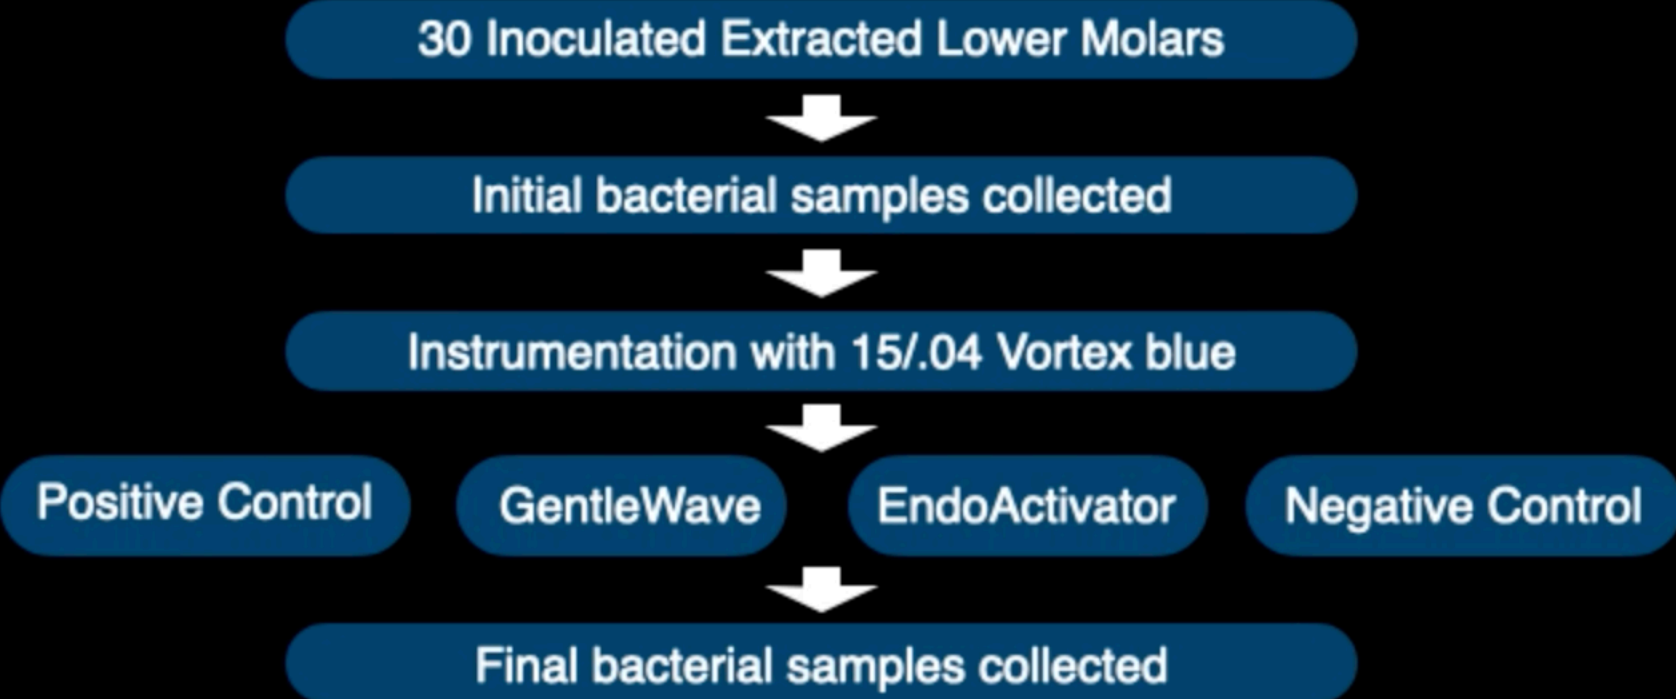 30 Inoculated Extracted Lower Molars
Initial bacterial samples collected
Instrumentation with 15/.04 Vortex blue
Positive Control
GentleWave
EndoActivator
Negative Control
Final bacterial samples collected